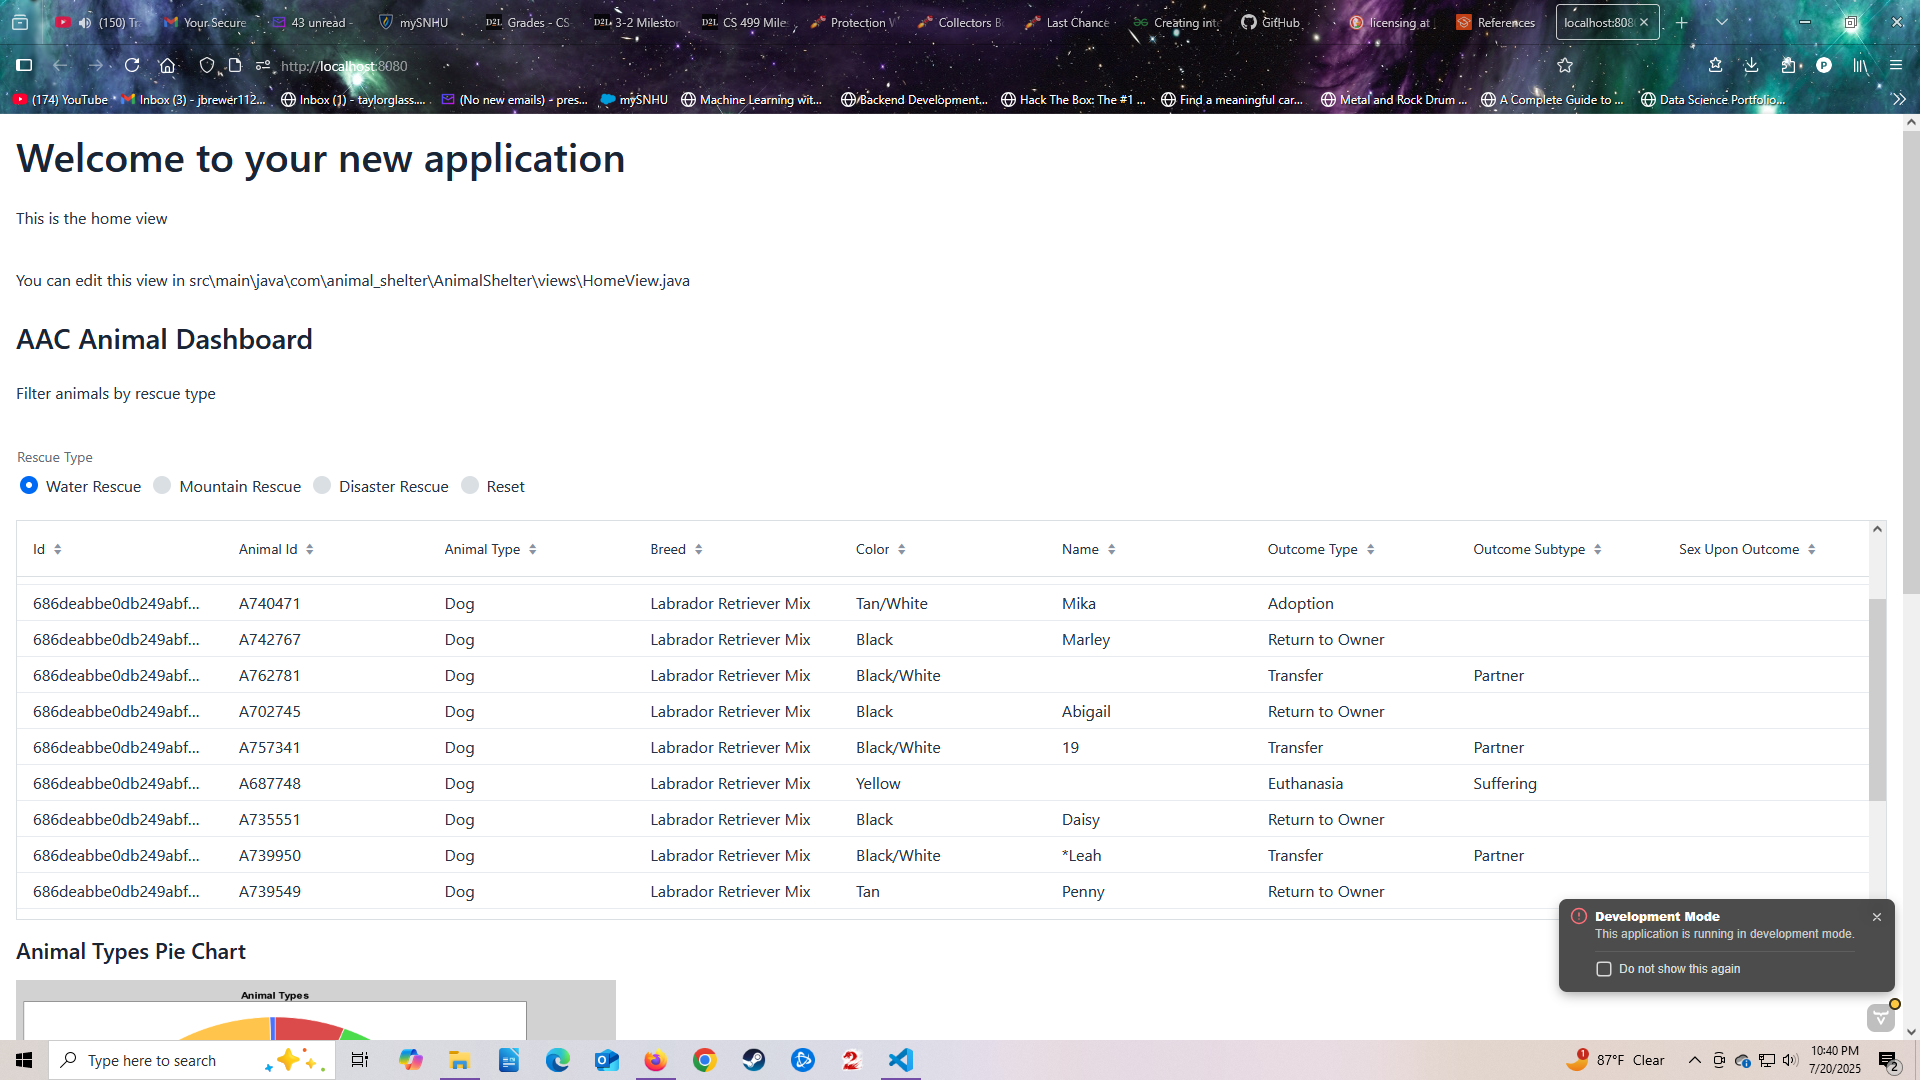 (150) Tr
Your Secure
43 unread -
mySNHU
D2L Grades - CS
D2L 3-2 Milestor
D2L CS 499 Mile
Protection W
Collectors Bo
Last Chance
Creating inte
GitHub
licensing at
References
localhost:8080
http://localhost:8080
(174) YouTube
Inbox (3) - jbrewer112...
Inbox (1) - taylorglass....
(No new emails) - pres...
mySNHU
Machine Learning wit...
Backend Development...
Hack The Box: The #1 ...
Find a meaningful car...
Metal and Rock Drum ...
A Complete Guide to ...
Data Science Portfolio...
Welcome to your new application
This is the home view
You can edit this view in src\main\java\com\animal_shelter\AnimalShelter\views\HomeView.java
AAC Animal Dashboard
Filter animals by rescue type
Rescue Type
Water Rescue Mountain Rescue Disaster Rescue Reset
Id Animal Id Animal Type Breed Color Name Outcome Type Outcome Subtype Sex Upon Outcome
686deabbe0db249abf... A740471 Dog Labrador Retriever Mix Tan/White Mika Adoption
686deabbe0db249abf... A742767 Dog Labrador Retriever Mix Black Marley Return to Owner
686deabbe0db249abf... A762781 Dog Labrador Retriever Mix Black/White Transfer Partner
686deabbe0db249abf... A702745 Dog Labrador Retriever Mix Black Abigail Return to Owner
686deabbe0db249abf... A757341 Dog Labrador Retriever Mix Black/White 19 Transfer Partner
686deabbe0db249abf... A687748 Dog Labrador Retriever Mix Yellow Euthanasia Suffering
686deabbe0db249abf... A735551 Dog Labrador Retriever Mix Black Daisy Return to Owner
686deabbe0db249abf... A739950 Dog Labrador Retriever Mix Black/White *Leah Transfer Partner
686deabbe0db249abf... A739549 Dog Labrador Retriever Mix Tan Penny Return to Owner
Development Mode
This application is running in development mode.
Do not show this again
Animal Types Pie Chart
Animal Types
Type here to search
1
87°F Clear
10:40 PM
7/20/2025
2